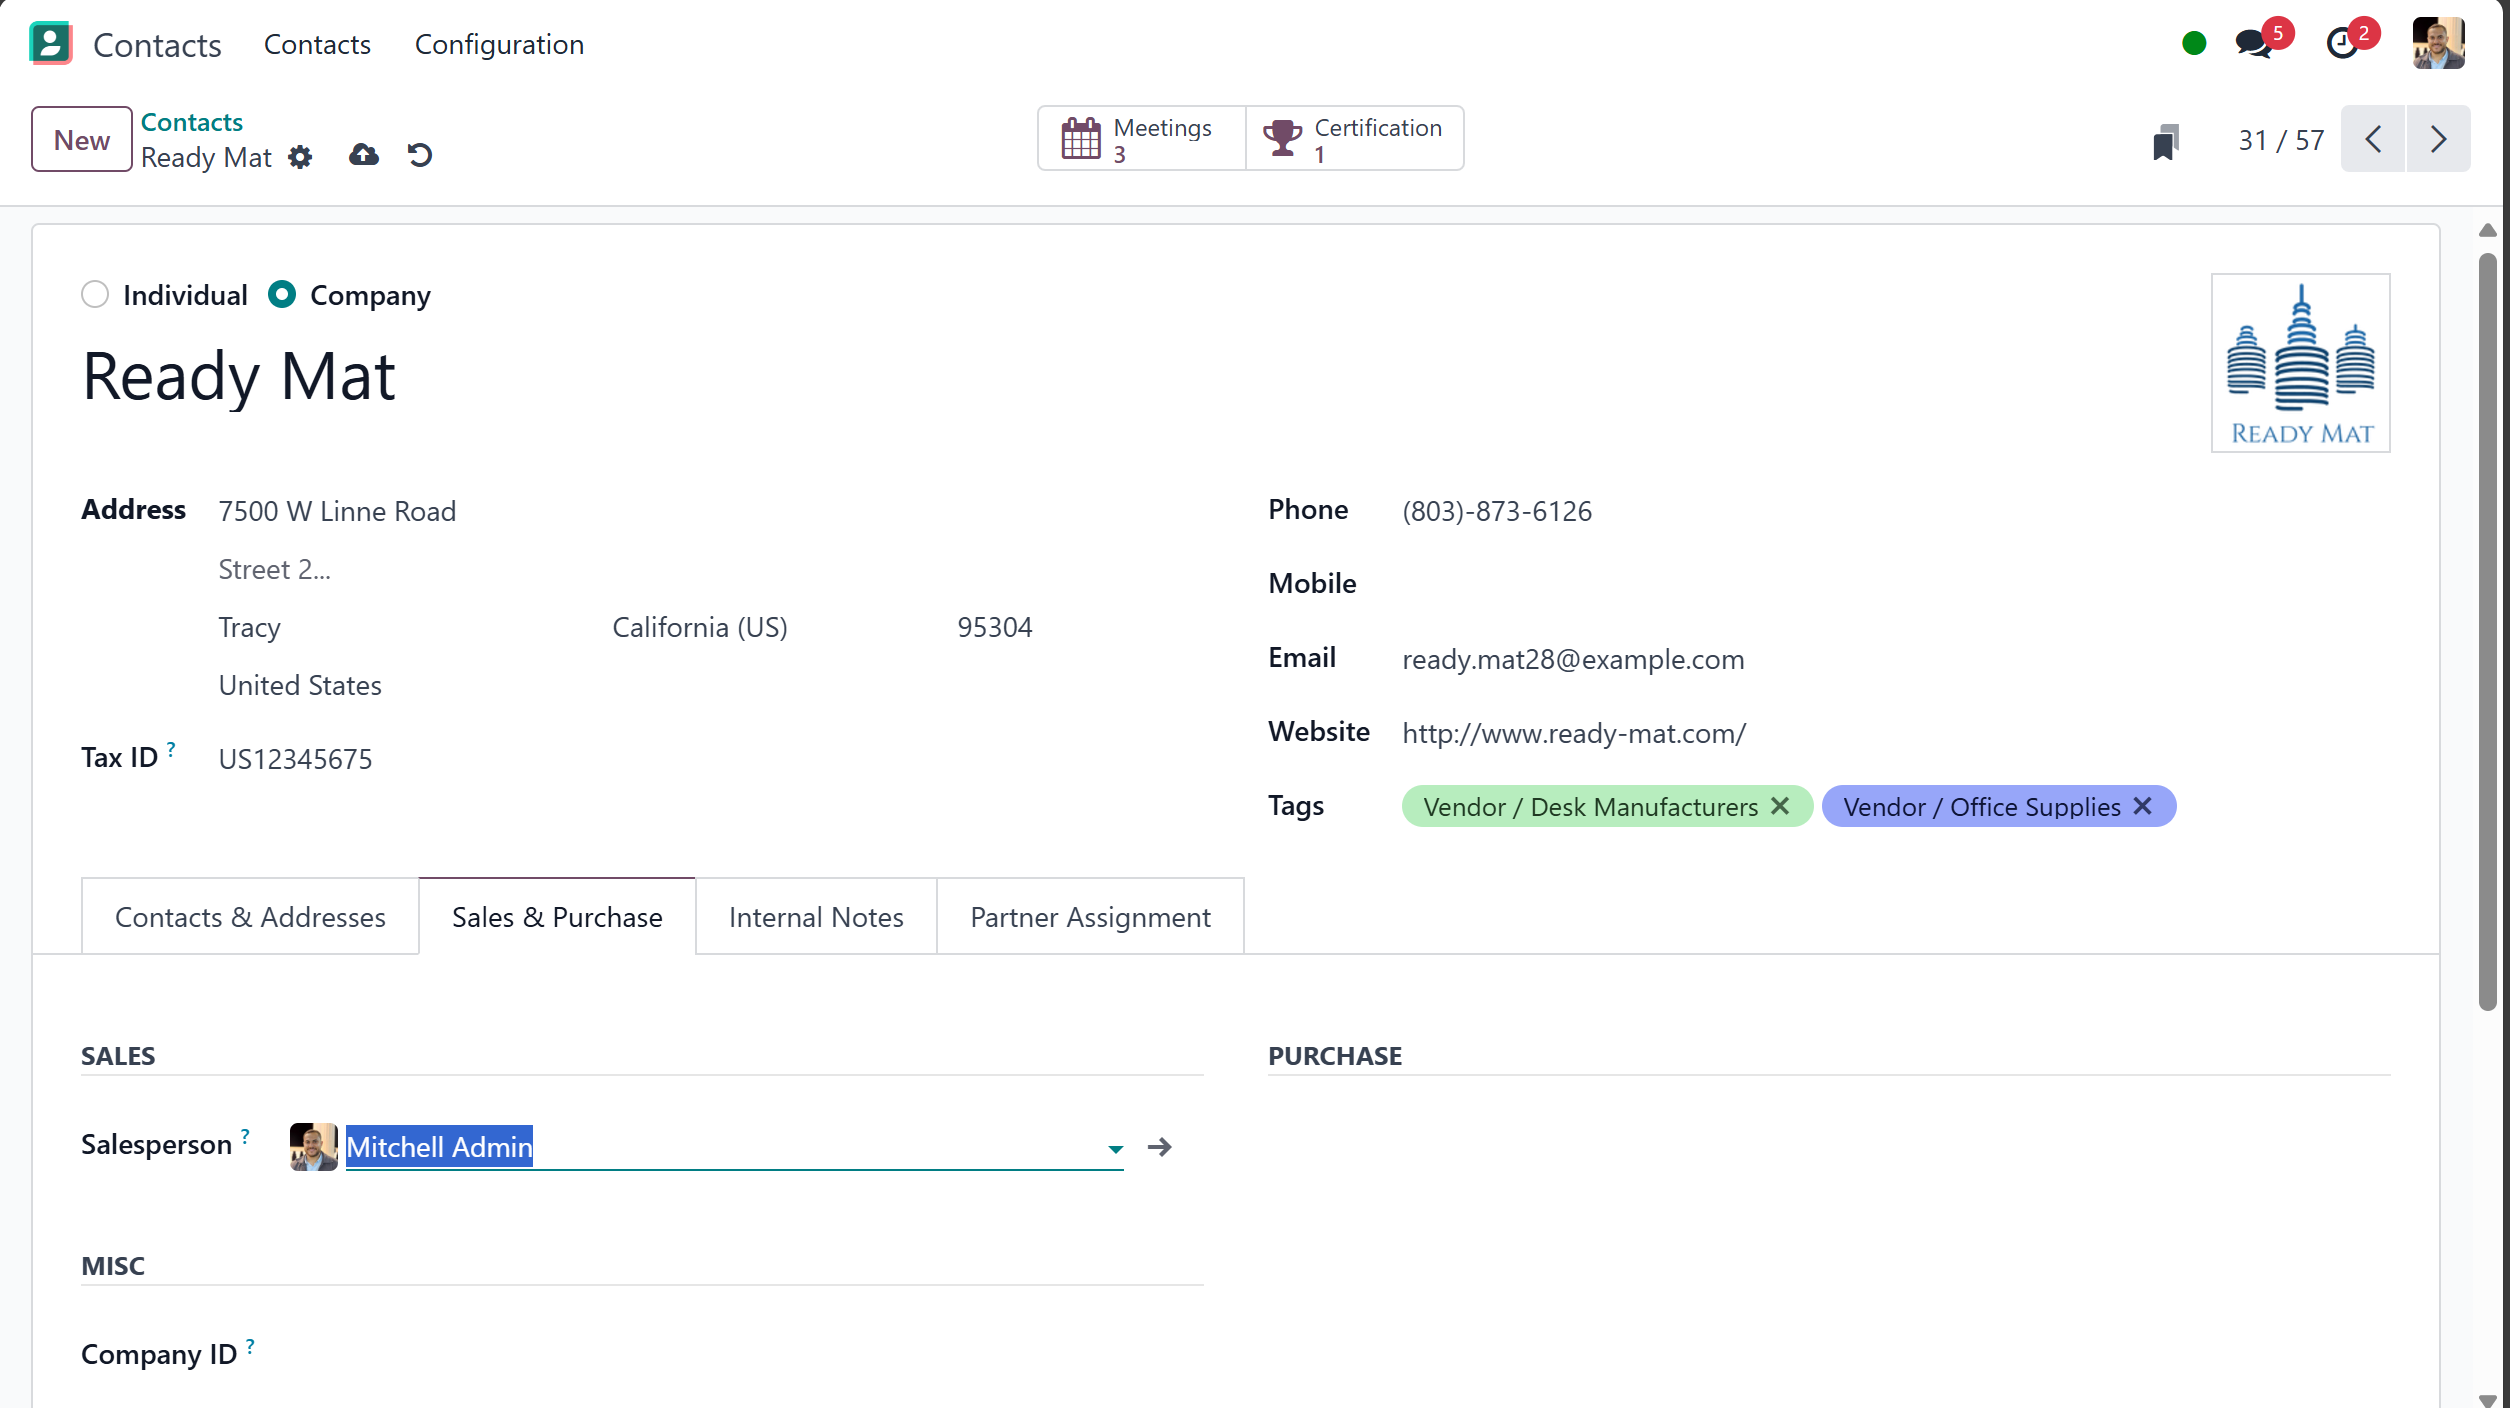 Contacts Contacts Configuration 5 2
New Contacts
Ready Mat
Meetings
3
Certification
1
31 / 57
Individual Company
READY MAT
Ready Mat
Address 7500 W Linne Road
Street 2...
Tracy California (US) 95304
United States
Tax ID ? US12345675
Phone (803)-873-6126
Mobile
Email ready.mat28@example.com
Website http://www.ready-mat.com/
Tags Vendor / Desk Manufacturers Vendor / Office Supplies
Contacts & Addresses Sales & Purchase Internal Notes Partner Assignment
SALES
Salesperson ? Mitchell Admin
PURCHASE
MISC
Company ID ?